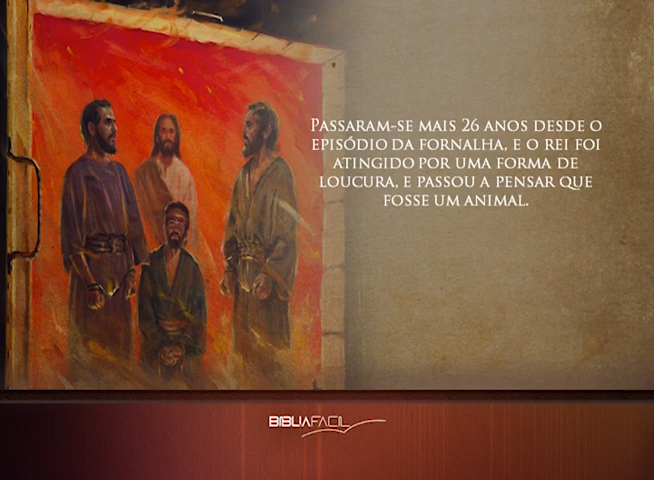 Passaram-se mais 26 anos desde o
episódio da fornalha, e o rei foi
atingido por uma forma de
loucura, e passou a pensar que
fosse um animal.
BÍBLIAFÁCIL